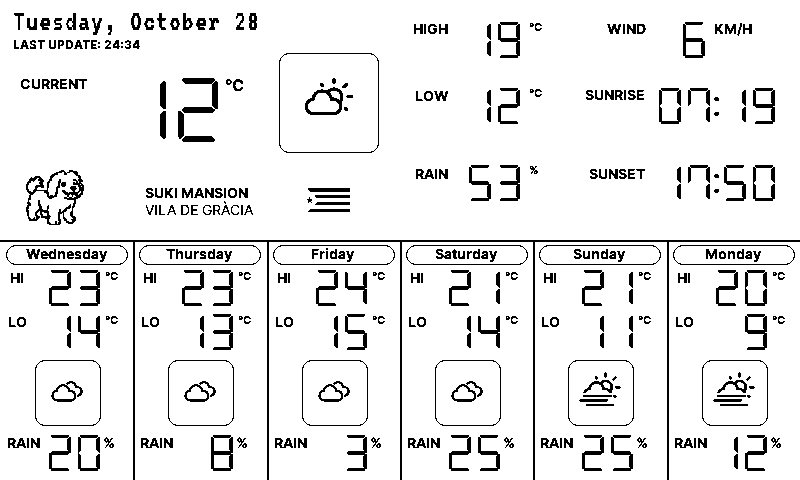 Tuesday, October 28
LAST UPDATE: 24:34
CURRENT 12 °C
SUKI MANSION
VILA DE GRÀCIA
HIGH 19 °C
LOW 12 °C
RAIN 53 %
WIND 6 KM/H
SUNRISE 07:19
SUNSET 17:50
Wednesday
HI 23 °C
LO 14 °C
RAIN 20 %
Thursday
HI 23 °C
LO 13 °C
RAIN 8 %
Friday
HI 24 °C
LO 15 °C
RAIN 3 %
Saturday
HI 21 °C
LO 14 °C
RAIN 25 %
Sunday
HI 21 °C
LO 11 °C
RAIN 25 %
Monday
HI 20 °C
LO 9 °C
RAIN 12 %